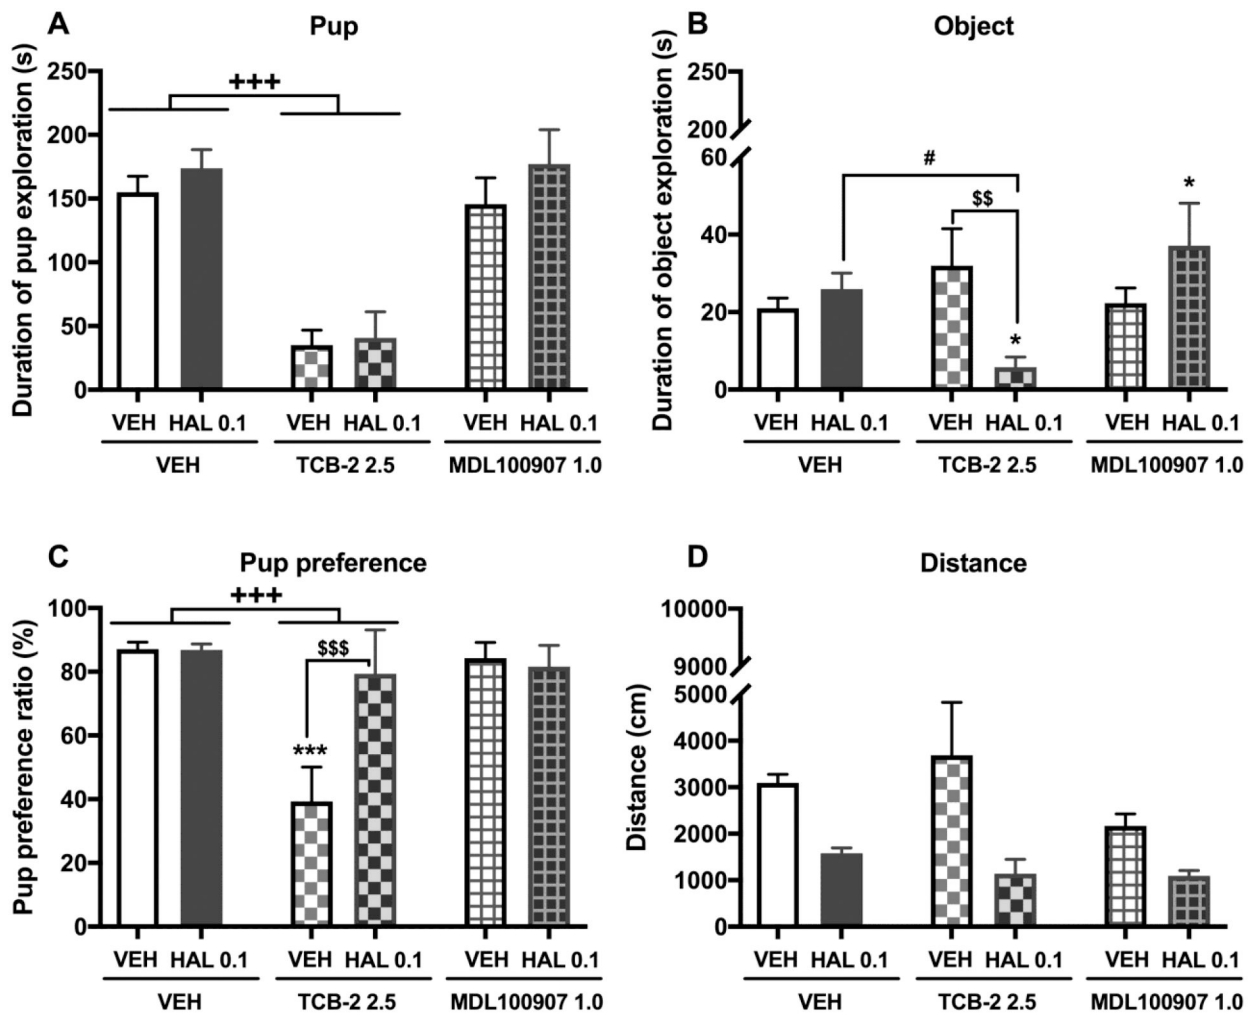 A
Pup
Duration of pup exploration (s)
250
200
150
100
50
0
+++
VEH HAL 0.1 VEH HAL 0.1 VEH HAL 0.1
VEH TCB-2 2.5 MDL100907 1.0
B
Object
Duration of object exploration (s)
250
200
60
40
20
0
#
$$
*
*
VEH HAL 0.1 VEH HAL 0.1 VEH HAL 0.1
VEH TCB-2 2.5 MDL100907 1.0
C
Pup preference
Pup preference ratio (%)
100
80
60
40
20
0
+++
$$$
***
VEH HAL 0.1 VEH HAL 0.1 VEH HAL 0.1
VEH TCB-2 2.5 MDL100907 1.0
D
Distance
Distance (cm)
10000
9000
5000
4000
3000
2000
1000
0
VEH HAL 0.1 VEH HAL 0.1 VEH HAL 0.1
VEH TCB-2 2.5 MDL100907 1.0